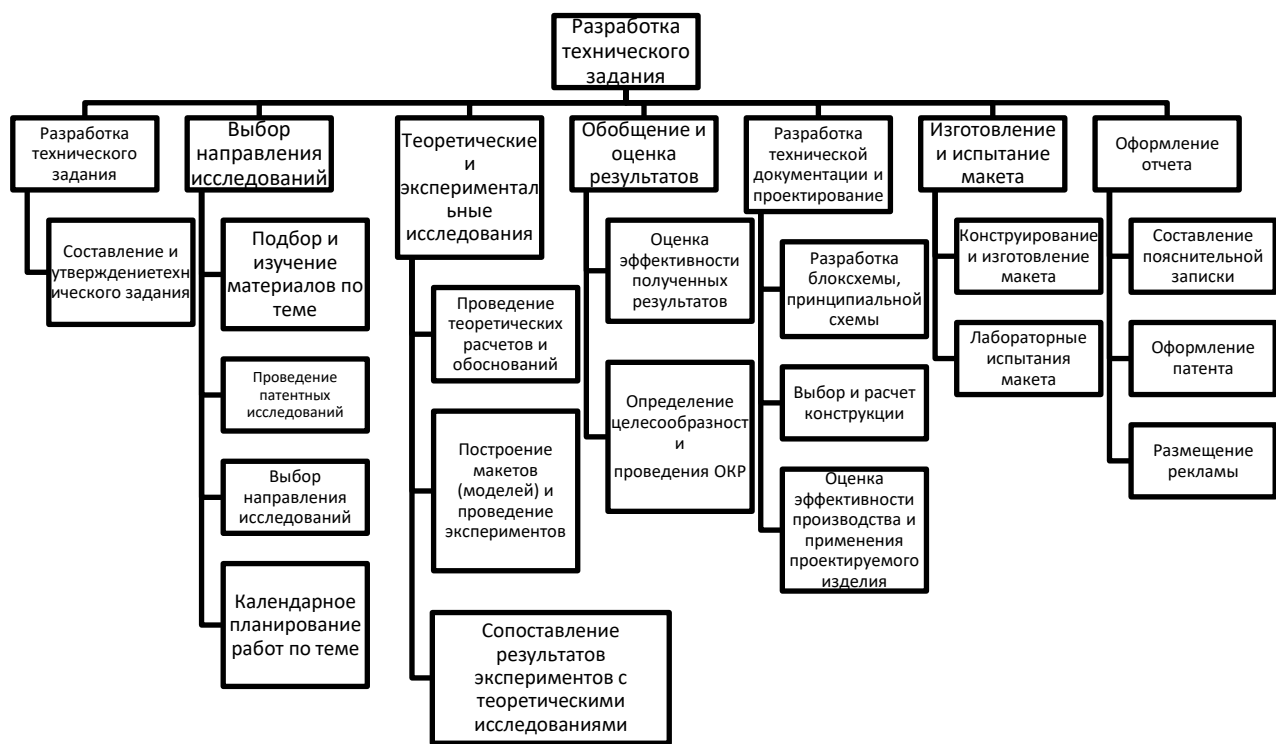 Разработка
технического
задания
Разработка
технического
задания
Составление и
утверждениетехн
ического задания
Выбор
направления
исследований
Подбор и
изучение
материалов по
теме
Проведение
патентных
исследований
Выбор
направления
исследований
Календарное
планирование
работ по теме
Теоретические
и
эксперименталь
ные
исследования
Проведение
теоретических
расчетов и
обоснований
Построение
макетов
(моделей) и
проведение
экспериментов
Сопоставление
результатов
экспериментов с
теоретическими
исследованиями
Обобщение и
оценка
результатов
Оценка
эффективности
полученных
результатов
Определение
целесообразност
и
проведения ОКР
Разработка
технической
документации и
проектирование
Разработка
блоксхемы,
принципиальной
схемы
Выбор и расчет
конструкции
Оценка
эффективности
производства и
применения
проектируемого
изделия
Изготовление
и испытание
макета
Конструирование
и изготовление
макета
Лабораторные
испытания
макета
Оформление
отчета
Составление
пояснительной
записки
Оформление
патента
Размещение
рекламы